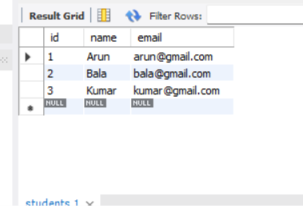 Result Grid Filter Rows:
id name email
1 Arun arun@gmail.com
2 Bala bala@gmail.com
3 Kumar kumar@gmail.com
NULL NULL NULL
students 1